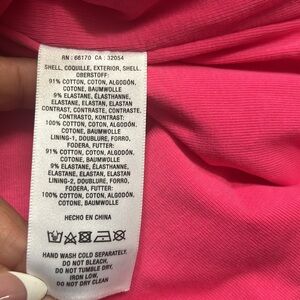 RN : 66170 CA : 32054
SHELL, COQUILLE, EXTERIOR, SHELL,
OBERSTOFF:
91% COTTON, COTON, ALGODÓN,
COTONE, BAUMWOLLE
9% ELASTANE, ÉLASTHANNE,
ELASTANO, ELASTAN, ELASTAN
CONTRAST, CONTRASTE, CONTRASTE,
CONTRASTO, KONTRAST:
100% COTTON, COTON, ALGODÓN,
COTONE, BAUMWOLLE
LINING-1, DOUBLURE, FORRO,
FODERA, FUTTER:
91% COTTON, COTON, ALGODÓN,
COTONE, BAUMWOLLE
9% ELASTANE, ÉLASTHANNE,
ELASTANO, ELASTAN, ELASTAN
LINING-2, DOUBLURE, FORRO,
FODERA, FUTTER:
100% COTTON, COTON, ALGODÓN,
COTONE, BAUMWOLLE
HECHO EN CHINA
HAND WASH COLD SEPARATELY,
DO NOT BLEACH,
DO NOT TUMBLE DRY,
IRON LOW,
DO NOT DRY CLEAN